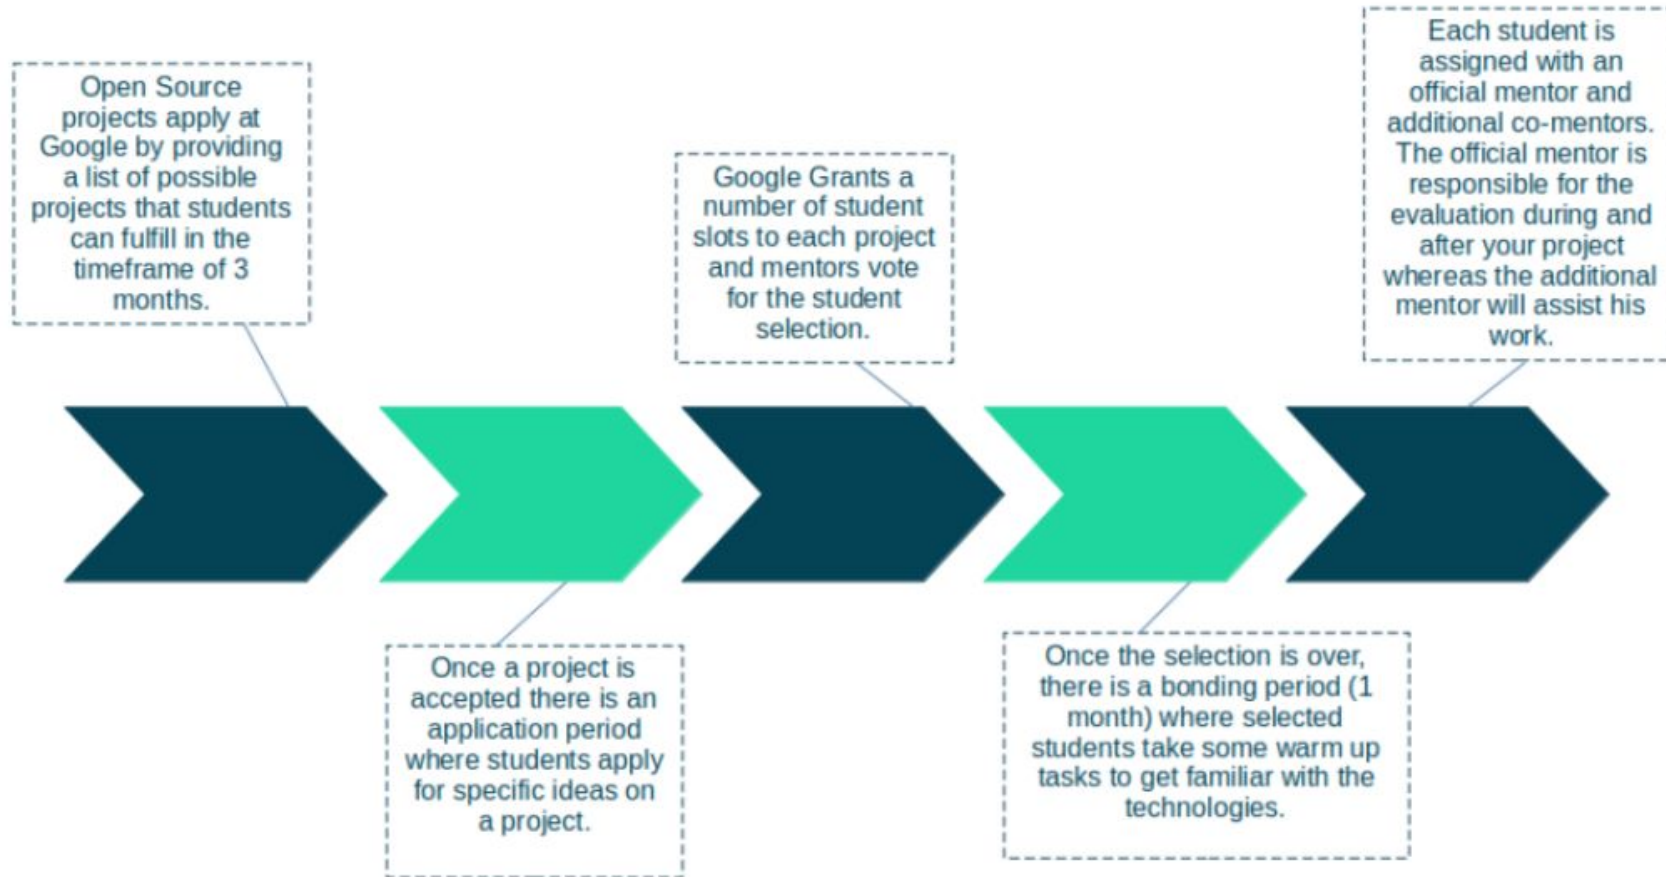 Open Source
projects apply at
Google by providing
a list of possible
projects that students
can fulfill in the
timeframe of 3
months.
Once a project is
accepted there is an
application period
where students apply
for specific ideas on
a project.
Google Grants a
number of student
slots to each project
and mentors vote
for the student
selection.
Once the selection is over,
there is a bonding period (1
month) where selected
students take some warm up
tasks to get familiar with the
technologies.
Each student is
assigned with an
official mentor and
additional co-mentors.
The official mentor is
responsible for the
evaluation during and
after your project
whereas the additional
mentor will assist his
work.